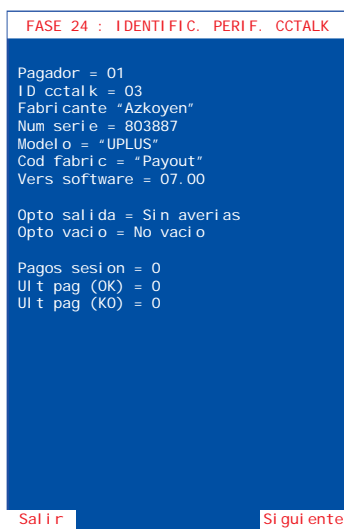 FASE 24 : IDENTIFIC. PERIF. CCTALK
Pagador = 01
ID cctalk = 03
Fabricante “Azkoyen”
Num serie = 803887
Modelo = “UPLUS”
Cod fabric = “Payout”
Vers software = 07.00
Opto salida = Sin averias
Opto vacio = No vacio
Pagos sesion = 0
Ult pag (OK) = 0
Ult pag (KO) = 0
Salir Siguiente